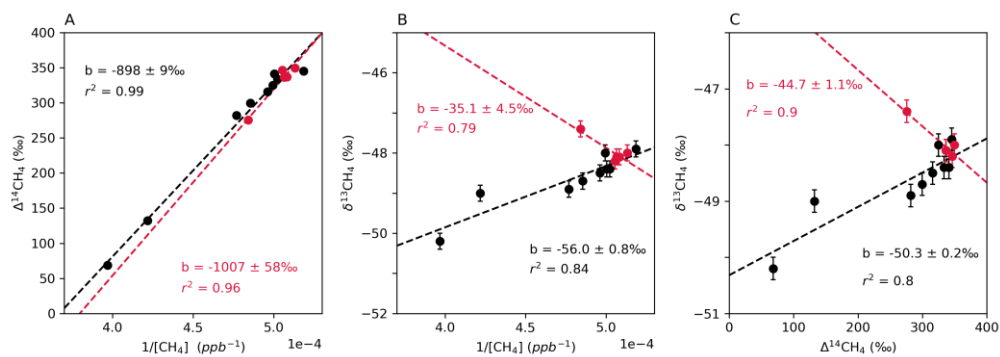 A
B
C
400
350
300
250
200
150
100
50
0
Δ¹⁴CH₄ (‰)
b = -898 ± 9‰
r² = 0.99
b = -1007 ± 58‰
r² = 0.96
4.0
4.5
5.0
1e−4
1/[CH₄] (ppb⁻¹)
−46
−48
−50
−52
δ¹³CH₄ (‰)
b = -35.1 ± 4.5‰
r² = 0.79
b = -56.0 ± 0.8‰
r² = 0.84
4.0
4.5
5.0
1e−4
1/[CH₄] (ppb⁻¹)
−47
−49
−51
δ¹³CH₄ (‰)
b = -44.7 ± 1.1‰
r² = 0.9
b = -50.3 ± 0.2‰
r² = 0.8
0
100
200
300
400
Δ¹⁴CH₄ (‰)